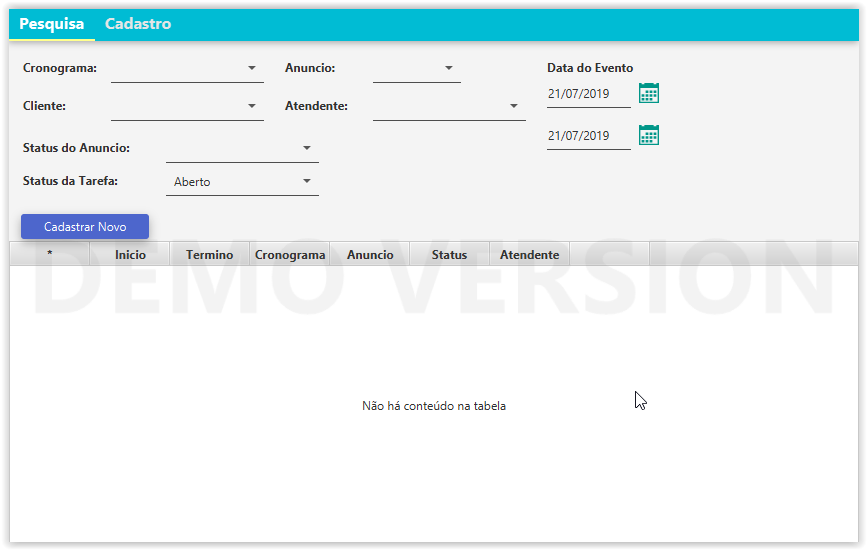 Pesquisa Cadastro
Cronograma: Anuncio: Data do Evento
21/07/2019
Cliente: Atendente:
21/07/2019
Status do Anuncio:
Status da Tarefa: Aberto
Cadastrar Novo
* Inicio Termino Cronograma Anuncio Status Atendente
DEMO VERSION
Não há conteúdo na tabela